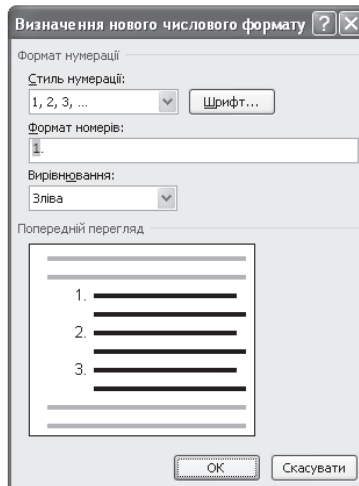 Визначення нового числового формату
Формат нумерації
Стиль нумерації:
1, 2, 3, ...
Шрифт...
Формат номерів:
1.
Вирівнювання:
Зліва
Попередній перегляд
1.
2.
3.
ОК
Скасувати